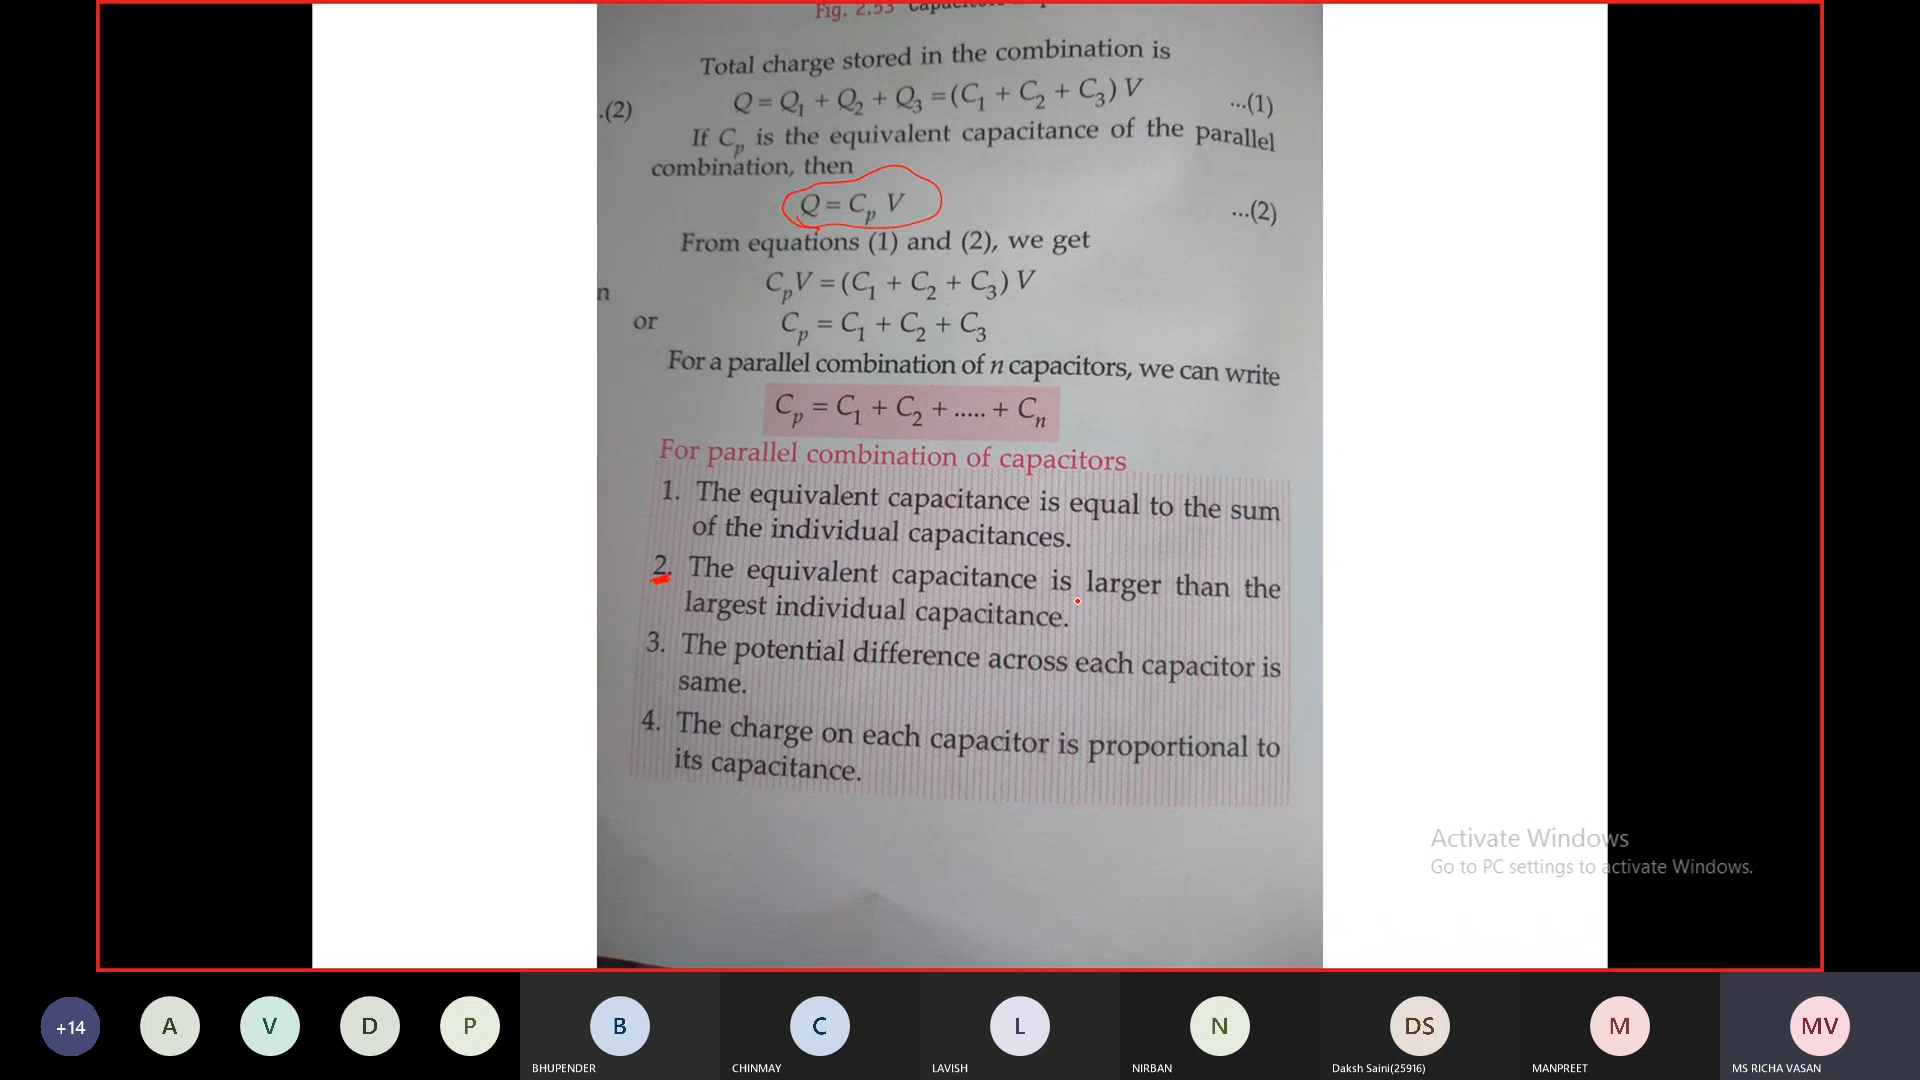 Fig. 2.53
Total charge stored in the combination is
Q = Q₁ + Q₂ + Q₃ = (C₁ + C₂ + C₃) V ...(1)
.(2)
If Cₚ is the equivalent capacitance of the parallel
combination, then
Q = Cₚ V ...(2)
From equations (1) and (2), we get
CₚV = (C₁ + C₂ + C₃) V
n
or Cₚ = C₁ + C₂ + C₃
For a parallel combination of n capacitors, we can write
Cₚ = C₁ + C₂ + ..... + Cₙ
For parallel combination of capacitors
1. The equivalent capacitance is equal to the sum
of the individual capacitances.
2. The equivalent capacitance is larger than the
largest individual capacitance.
3. The potential difference across each capacitor is
same.
4. The charge on each capacitor is proportional to
its capacitance.
Activate Windows
Go to PC settings to activate Windows.
+14 A V D P B C L N DS M MV
BHUPENDER CHINMAY LAVISH NIRBAN Daksh Saini(25916) MANPREET MS RICHA VASAN